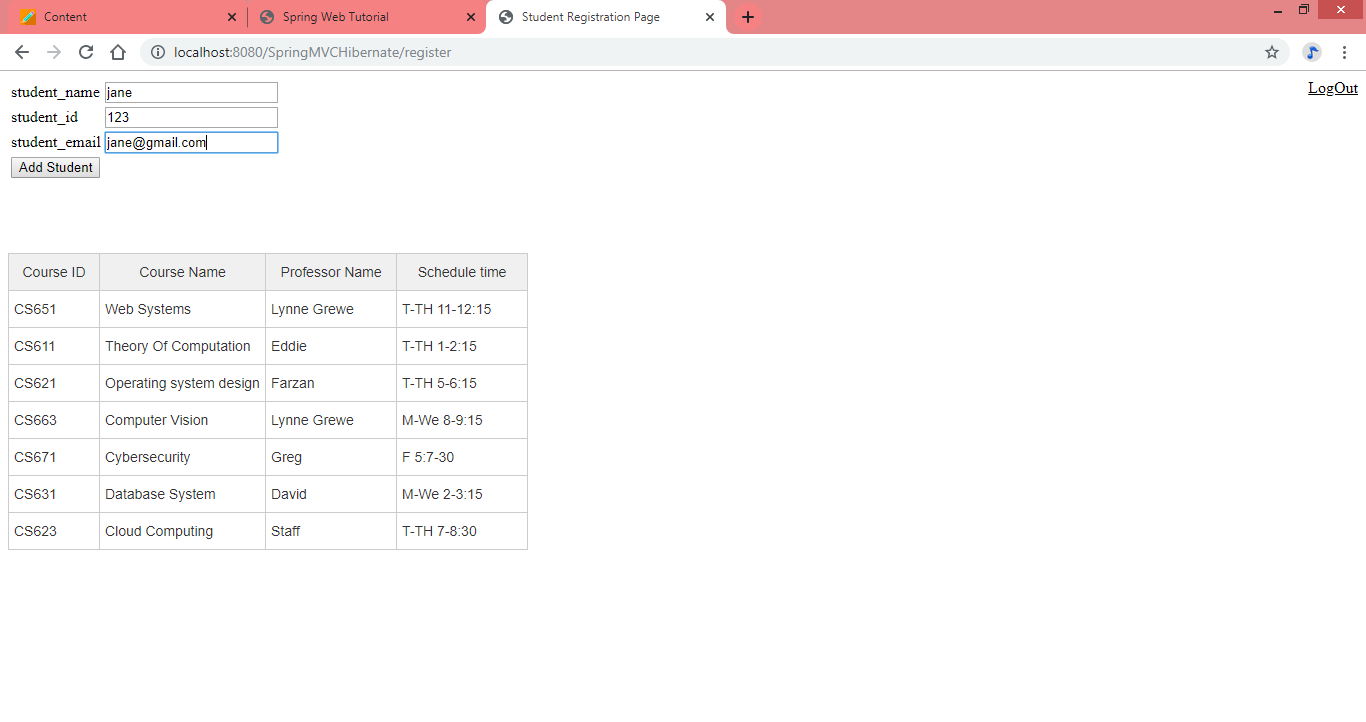 Content Spring Web Tutorial Student Registration Page
localhost:8080/SpringMVCHibernate/register
student_name jane LogOut
student_id 123
student_email jane@gmail.com
Add Student
Course ID Course Name Professor Name Schedule time
CS651 Web Systems Lynne Grewe T-TH 11-12:15
CS611 Theory Of Computation Eddie T-TH 1-2:15
CS621 Operating system design Farzan T-TH 5-6:15
CS663 Computer Vision Lynne Grewe M-We 8-9:15
CS671 Cybersecurity Greg F 5:7-30
CS631 Database System David M-We 2-3:15
CS623 Cloud Computing Staff T-TH 7-8:30